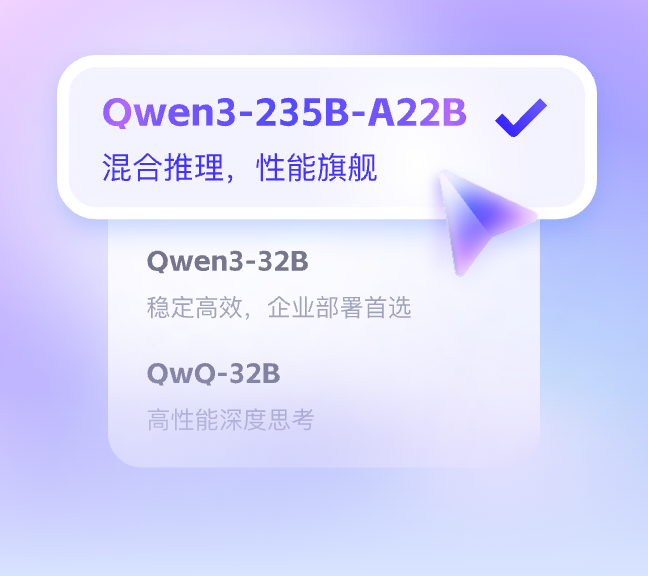 Qwen3-235B-A22B
混合推理，性能旗舰
Qwen3-32B
稳定高效，企业部署首选
QwQ-32B
高性能深度思考